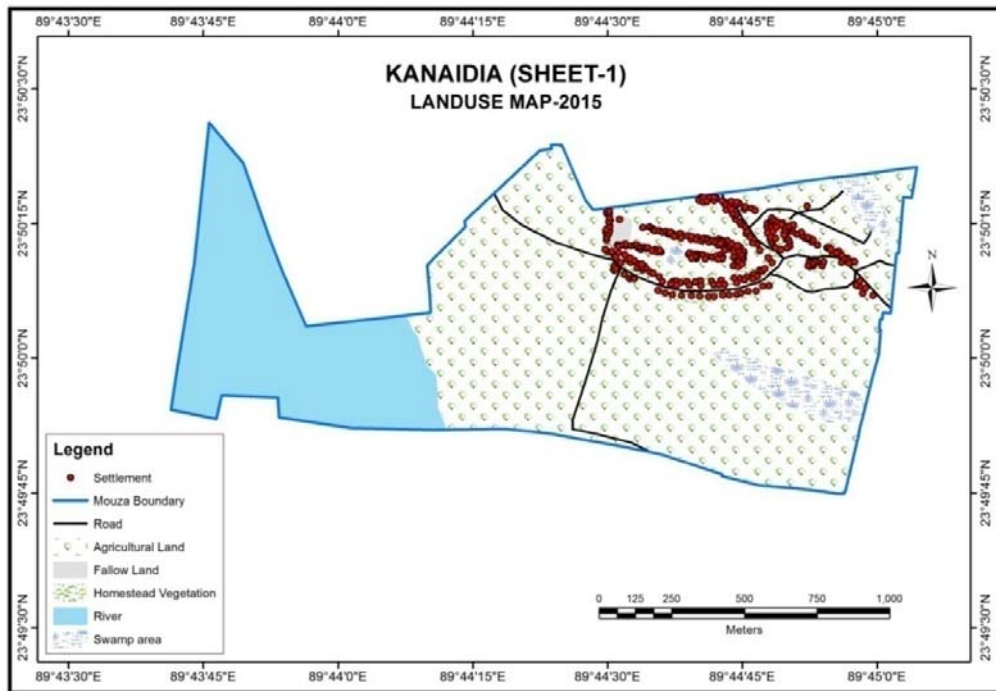 89°43'30"E 89°43'45"E 89°44'0"E 89°44'15"E 89°44'30"E 89°44'45"E 89°45'0"E
KANAIDIA (SHEET-1)
LANDUSE MAP-2015
23°50'30"N 23°50'30"N
23°50'15"N 23°50'15"N
N
23°50'0"N 23°50'0"N
23°49'45"N 23°49'45"N
23°49'30"N 23°49'30"N
Legend
Settlement
Mouza Boundary
Road
Agricultural Land
Fallow Land
Homestead Vegetation
River
Swamp area
0 125 250 500 750 1,000
Meters
89°43'30"E 89°43'45"E 89°44'0"E 89°44'15"E 89°44'30"E 89°44'45"E 89°45'0"E